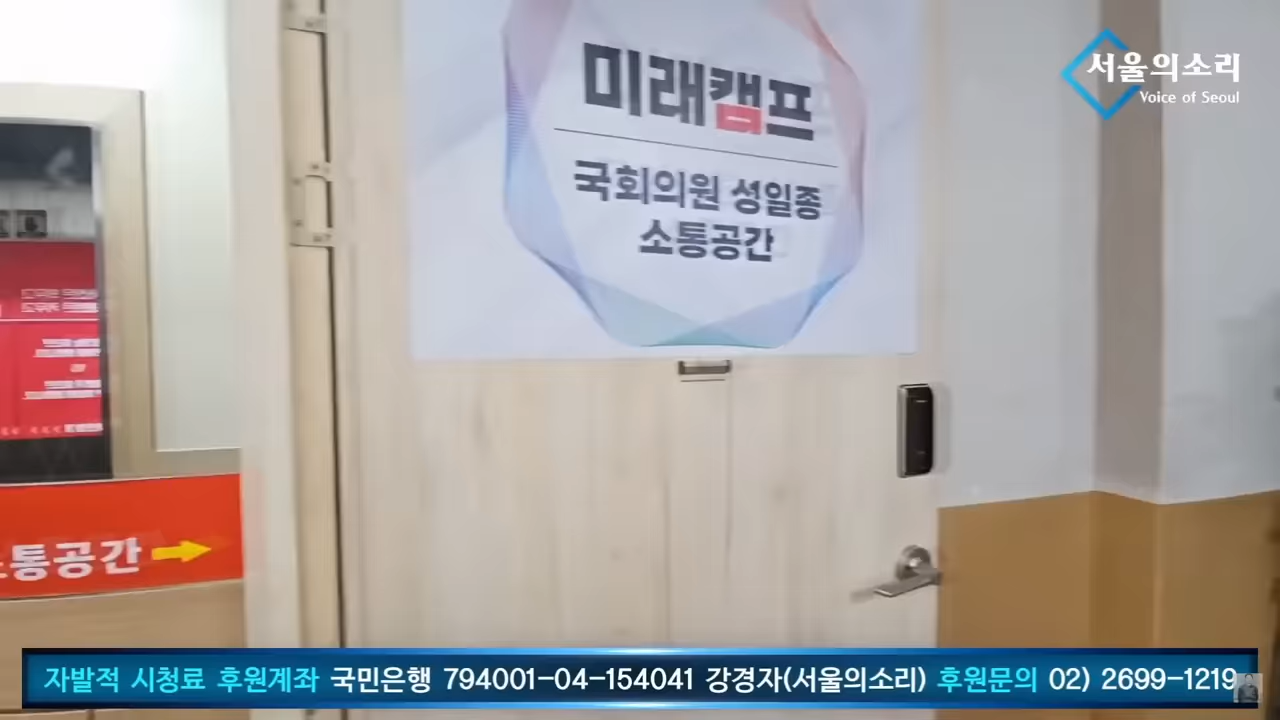 서울의소리
Voice of Seoul
미래캠프
국회의원 성일종
소통공간
통공간
자발적 시청료 후원계좌 국민은행 794001-04-154041 강경자(서울의소리) 후원문의 02) 2699-1219